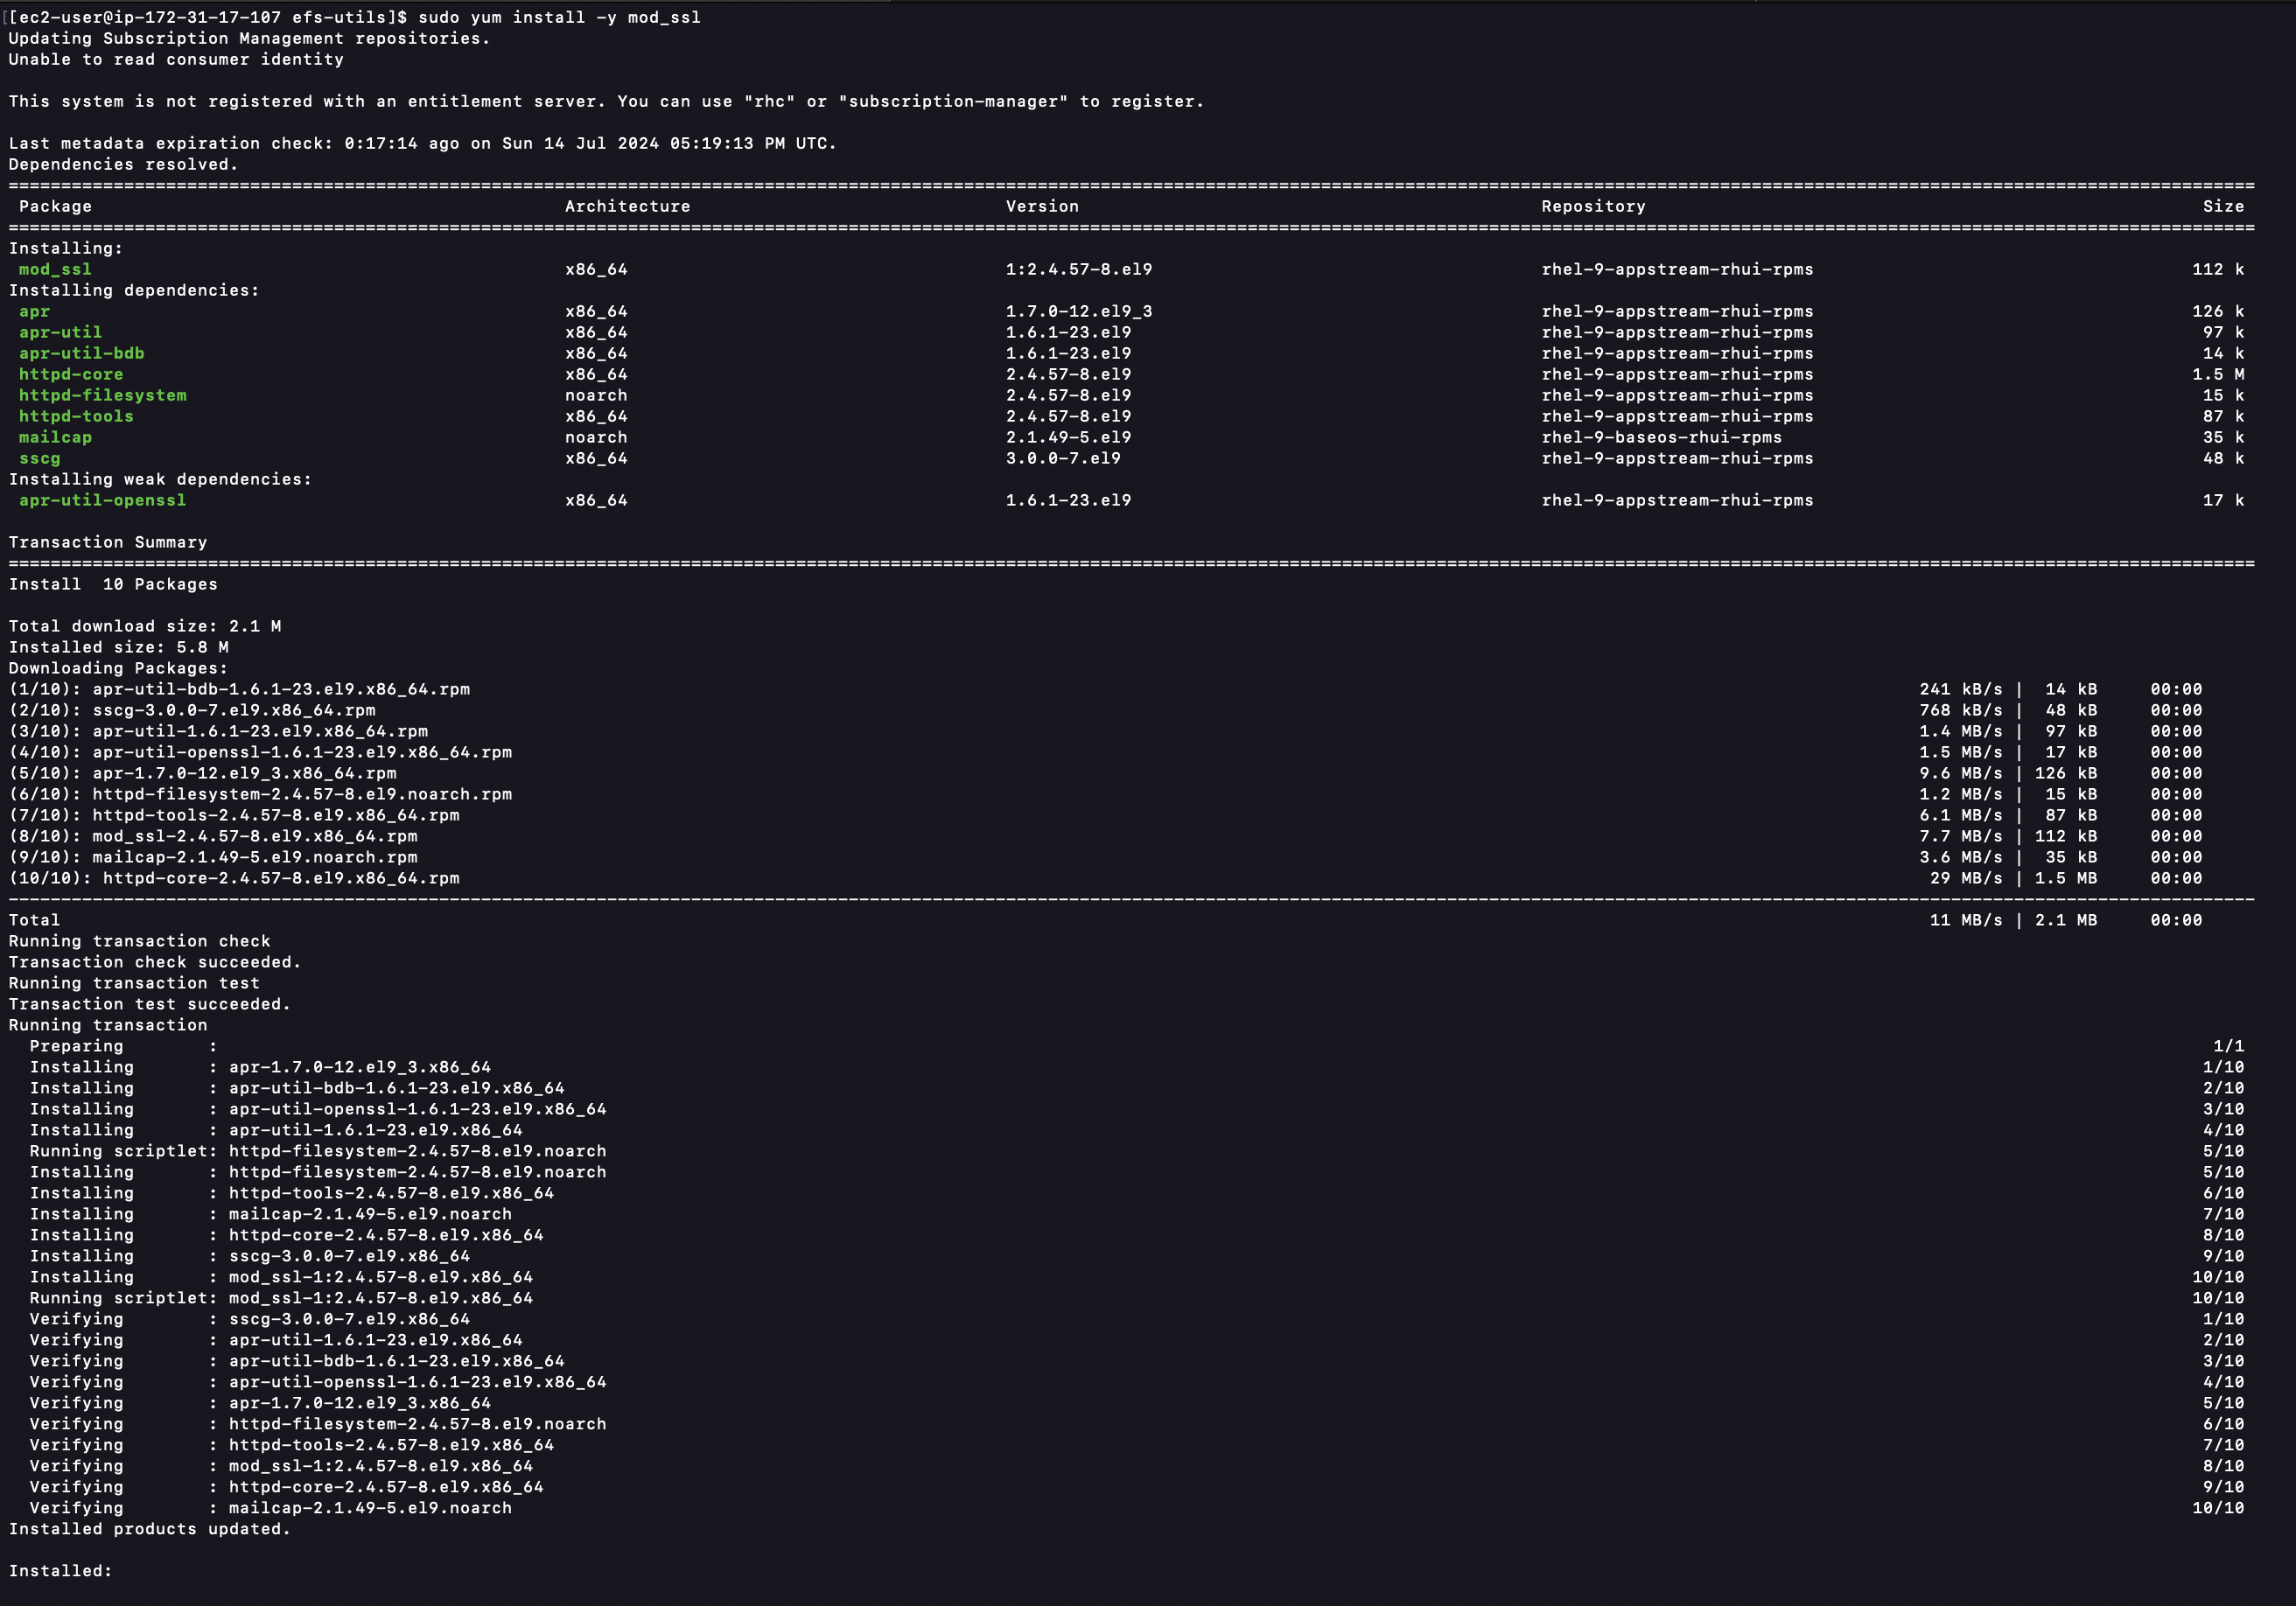 [[ec2-user@ip-172-31-17-107 efs-utils]$ sudo yum install -y mod_ssl
Updating Subscription Management repositories.
Unable to read consumer identity
This system is not registered with an entitlement server. You can use "rhc" or "subscription-manager" to register.
Last metadata expiration check: 0:17:14 ago on Sun 14 Jul 2024 05:19:13 PM UTC.
Dependencies resolved.
Package Architecture Version Repository Size
Installing:
mod_ssl x86_64 1:2.4.57-8.el9 rhel-9-appstream-rhui-rpms 112 k
Installing dependencies:
apr x86_64 1.7.0-12.el9_3 rhel-9-appstream-rhui-rpms 126 k
apr-util x86_64 1.6.1-23.el9 rhel-9-appstream-rhui-rpms 97 k
apr-util-bdb x86_64 1.6.1-23.el9 rhel-9-appstream-rhui-rpms 14 k
httpd-core x86_64 2.4.57-8.el9 rhel-9-appstream-rhui-rpms 1.5 M
httpd-filesystem noarch 2.4.57-8.el9 rhel-9-appstream-rhui-rpms 15 k
httpd-tools x86_64 2.4.57-8.el9 rhel-9-appstream-rhui-rpms 87 k
mailcap noarch 2.1.49-5.el9 rhel-9-baseos-rhui-rpms 35 k
sscg x86_64 3.0.0-7.el9 rhel-9-appstream-rhui-rpms 48 k
Installing weak dependencies:
apr-util-openssl x86_64 1.6.1-23.el9 rhel-9-appstream-rhui-rpms 17 k
Transaction Summary
Install 10 Packages
Total download size: 2.1 M
Installed size: 5.8 M
Downloading Packages:
(1/10): apr-util-bdb-1.6.1-23.el9.x86_64.rpm 241 kB/s | 14 kB 00:00
(2/10): sscg-3.0.0-7.el9.x86_64.rpm 768 kB/s | 48 kB 00:00
(3/10): apr-util-1.6.1-23.el9.x86_64.rpm 1.4 MB/s | 97 kB 00:00
(4/10): apr-util-openssl-1.6.1-23.el9.x86_64.rpm 1.5 MB/s | 17 kB 00:00
(5/10): apr-1.7.0-12.el9_3.x86_64.rpm 9.6 MB/s | 126 kB 00:00
(6/10): httpd-filesystem-2.4.57-8.el9.noarch.rpm 1.2 MB/s | 15 kB 00:00
(7/10): httpd-tools-2.4.57-8.el9.x86_64.rpm 6.1 MB/s | 87 kB 00:00
(8/10): mod_ssl-2.4.57-8.el9.x86_64.rpm 7.7 MB/s | 112 kB 00:00
(9/10): mailcap-2.1.49-5.el9.noarch.rpm 3.6 MB/s | 35 kB 00:00
(10/10): httpd-core-2.4.57-8.el9.x86_64.rpm 29 MB/s | 1.5 MB 00:00
Total 11 MB/s | 2.1 MB 00:00
Running transaction check
Transaction check succeeded.
Running transaction test
Transaction test succeeded.
Running transaction
Preparing : 1/1
Installing : apr-1.7.0-12.el9_3.x86_64 1/10
Installing : apr-util-bdb-1.6.1-23.el9.x86_64 2/10
Installing : apr-util-openssl-1.6.1-23.el9.x86_64 3/10
Installing : apr-util-1.6.1-23.el9.x86_64 4/10
Running scriptlet: httpd-filesystem-2.4.57-8.el9.noarch 5/10
Installing : httpd-filesystem-2.4.57-8.el9.noarch 5/10
Installing : httpd-tools-2.4.57-8.el9.x86_64 6/10
Installing : mailcap-2.1.49-5.el9.noarch 7/10
Installing : httpd-core-2.4.57-8.el9.x86_64 8/10
Installing : sscg-3.0.0-7.el9.x86_64 9/10
Installing : mod_ssl-1:2.4.57-8.el9.x86_64 10/10
Running scriptlet: mod_ssl-1:2.4.57-8.el9.x86_64 10/10
Verifying : sscg-3.0.0-7.el9.x86_64 1/10
Verifying : apr-util-1.6.1-23.el9.x86_64 2/10
Verifying : apr-util-bdb-1.6.1-23.el9.x86_64 3/10
Verifying : apr-util-openssl-1.6.1-23.el9.x86_64 4/10
Verifying : apr-1.7.0-12.el9_3.x86_64 5/10
Verifying : httpd-filesystem-2.4.57-8.el9.noarch 6/10
Verifying : httpd-tools-2.4.57-8.el9.x86_64 7/10
Verifying : mod_ssl-1:2.4.57-8.el9.x86_64 8/10
Verifying : httpd-core-2.4.57-8.el9.x86_64 9/10
Verifying : mailcap-2.1.49-5.el9.noarch 10/10
Installed products updated.
Installed: